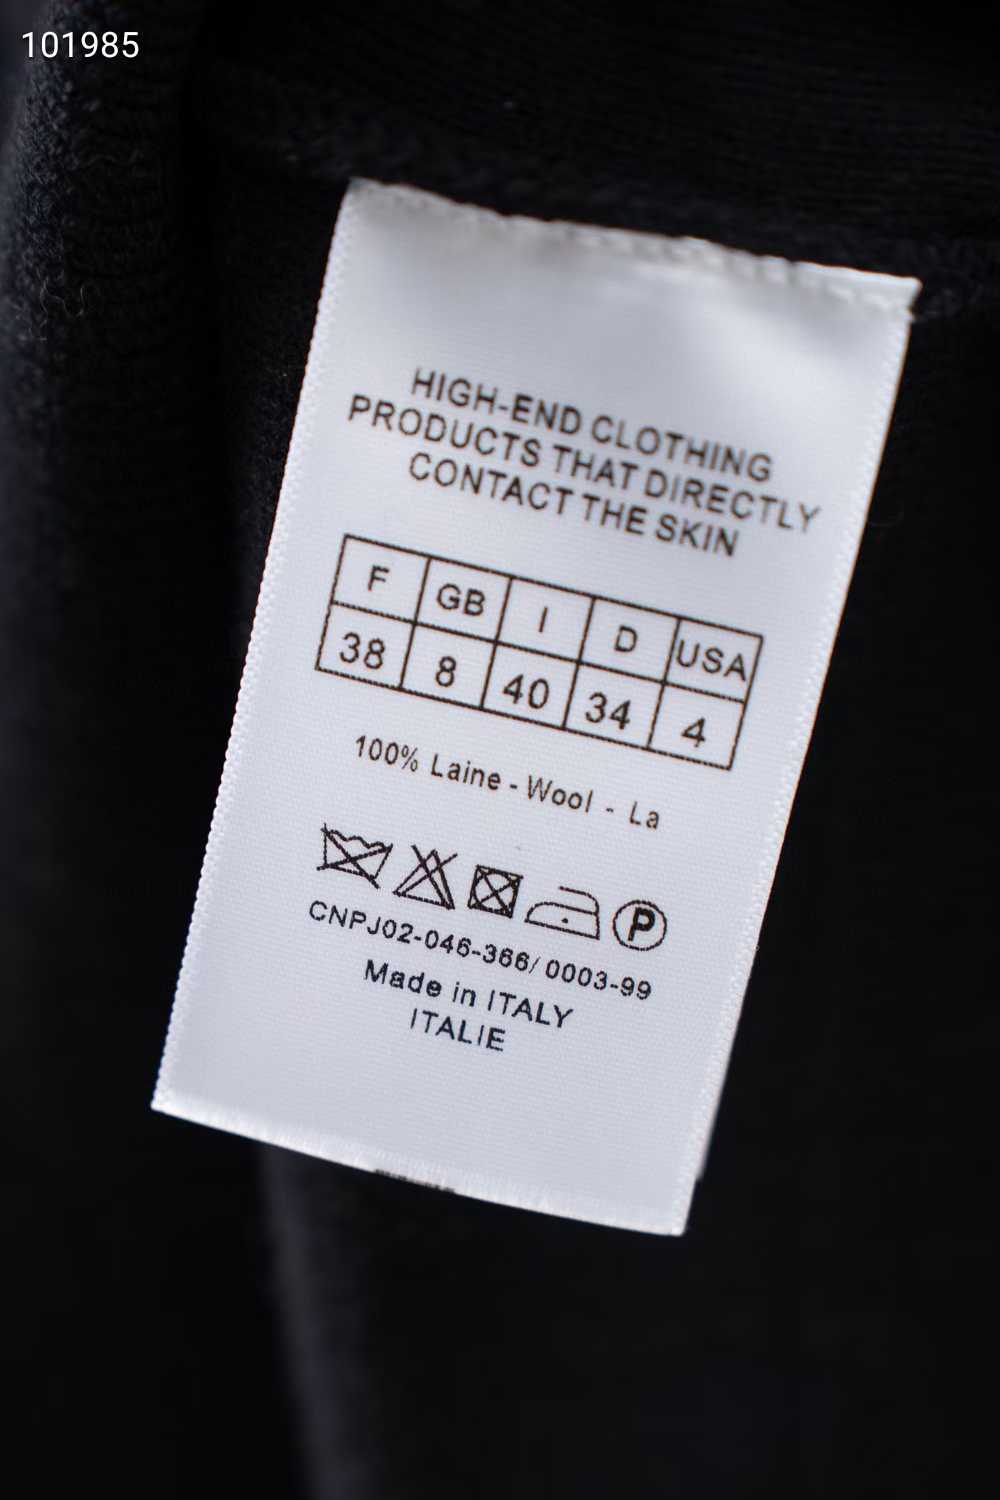 101985
HIGH-END CLOTHING
PRODUCTS THAT DIRECTLY
CONTACT THE SKIN
F GB I D USA
38 8 40 34 4
100% Laine - Wool - La
P
CNPJ02-046-366/ 0003-99
Made in ITALY
ITALIE